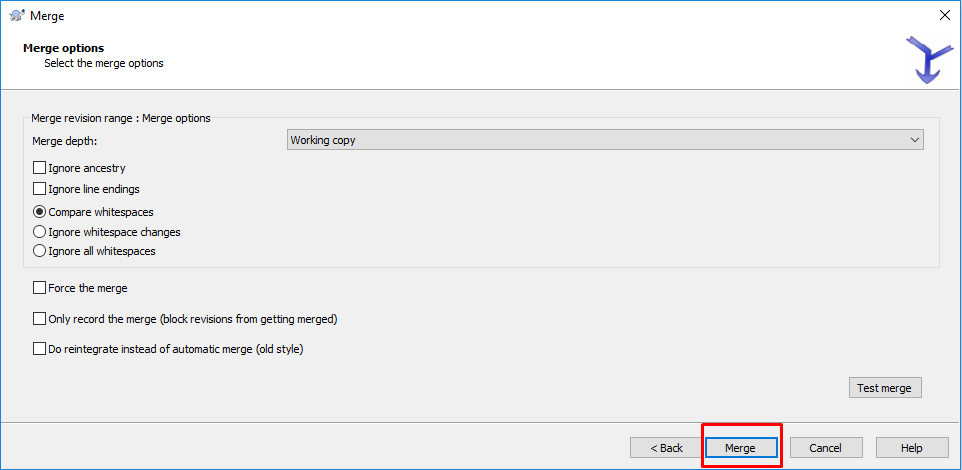 Merge
Merge options
Select the merge options
Merge revision range : Merge options
Merge depth: Working copy
Ignore ancestry
Ignore line endings
Compare whitespaces
Ignore whitespace changes
Ignore all whitespaces
Force the merge
Only record the merge (block revisions from getting merged)
Do reintegrate instead of automatic merge (old style)
Test merge
< Back Merge Cancel Help